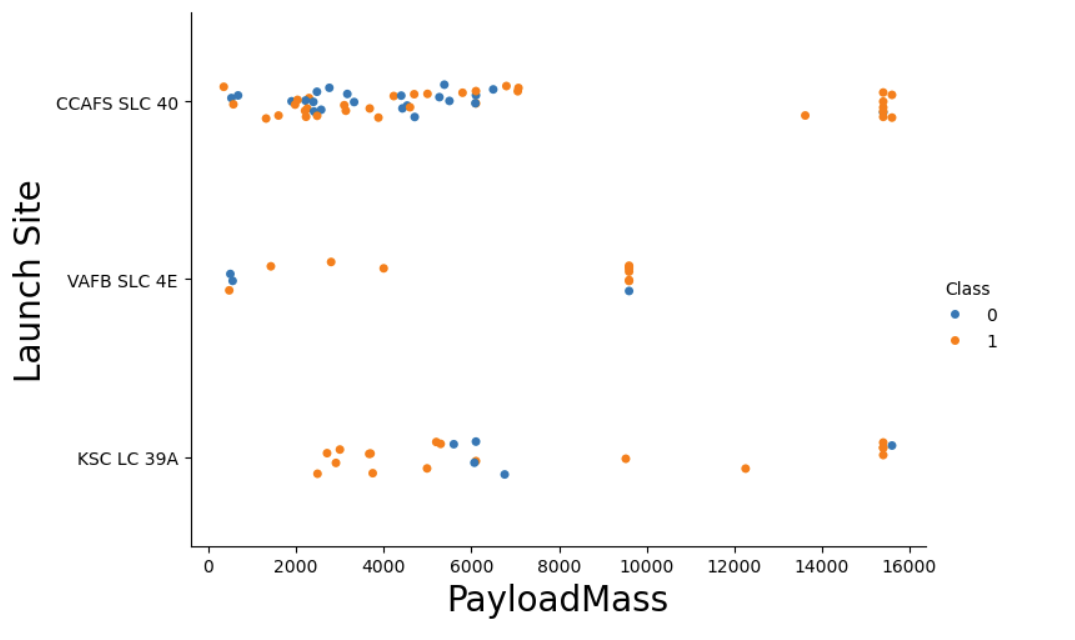 CCAFS SLC 40
VAFB SLC 4E
KSC LC 39A
Launch Site
0 2000 4000 6000 8000 10000 12000 14000 16000
PayloadMass
Class
0
1